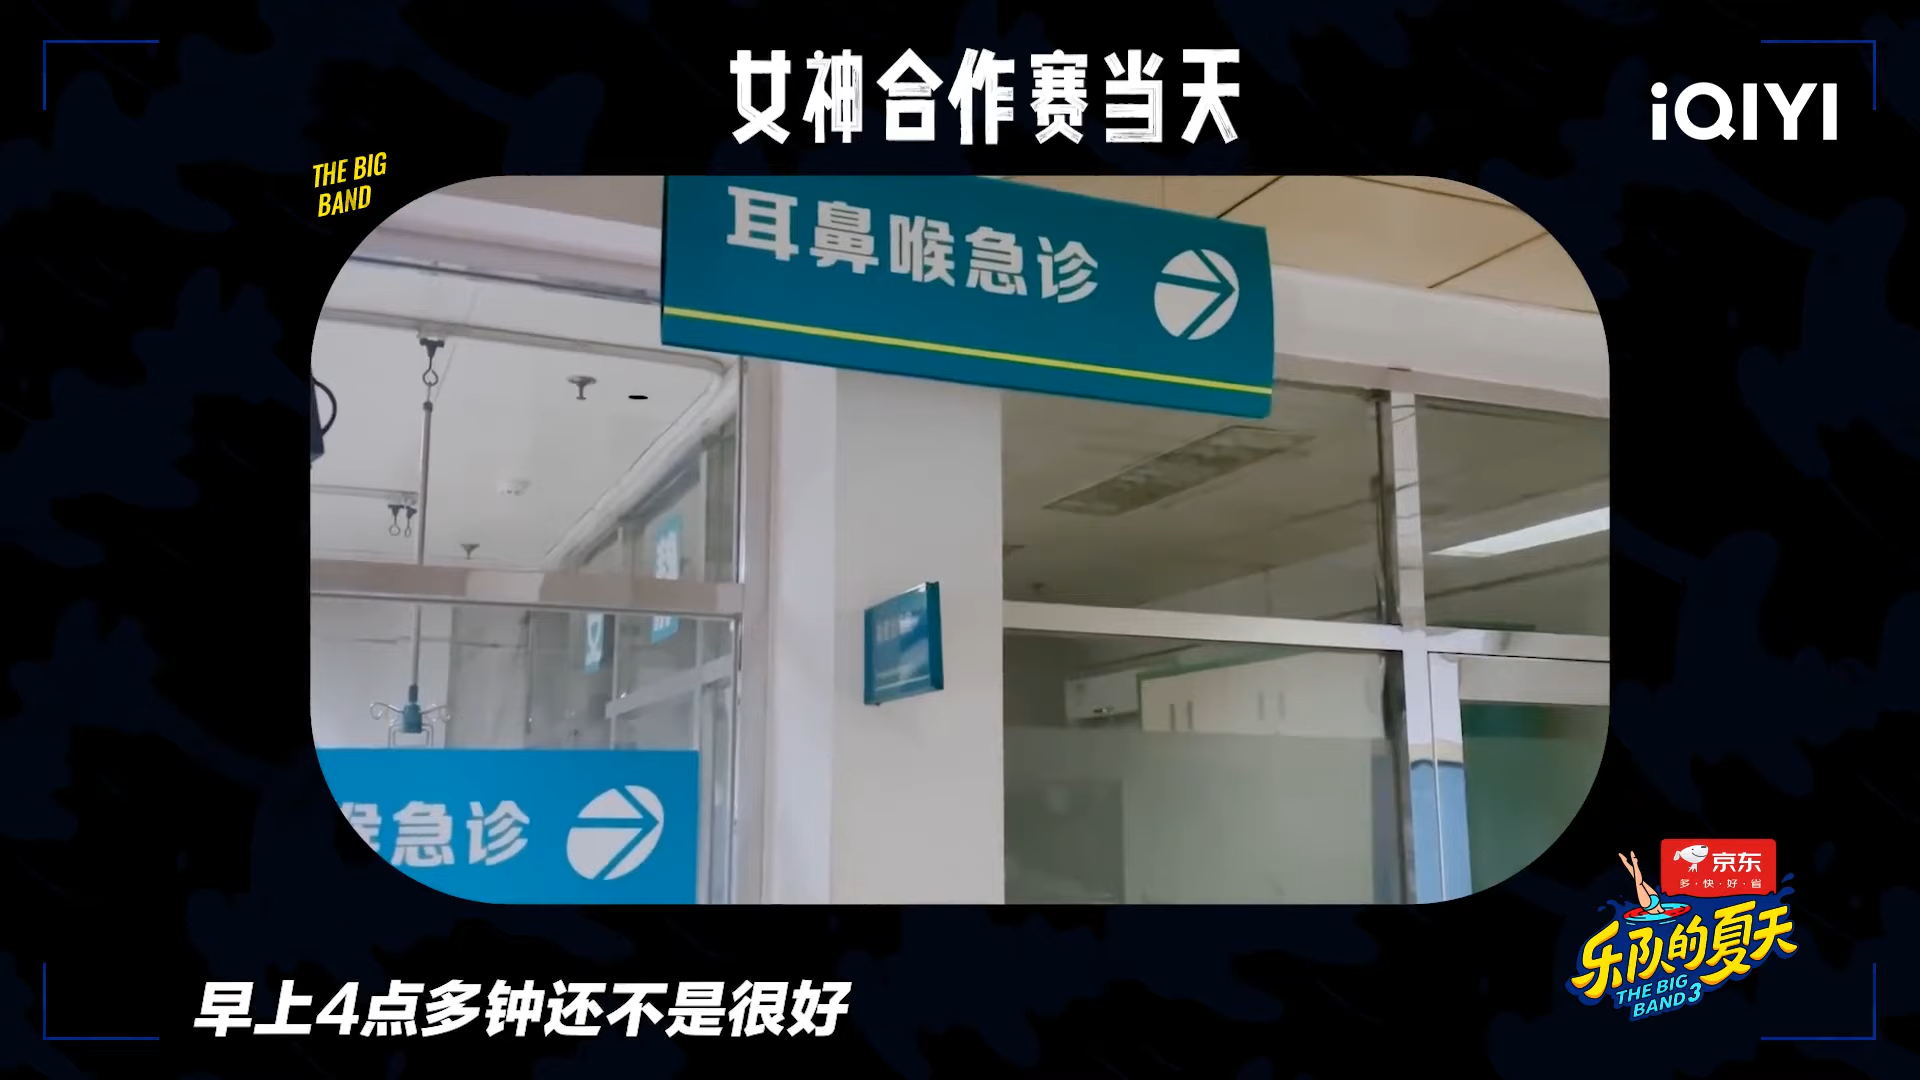 女神合作赛当天
iQIYI
THE BIG
BAND
耳鼻喉急诊
喉急诊
京东
多·快·好·省
乐队的夏天
THE BIG
BAND 3
早上4点多钟还不是很好